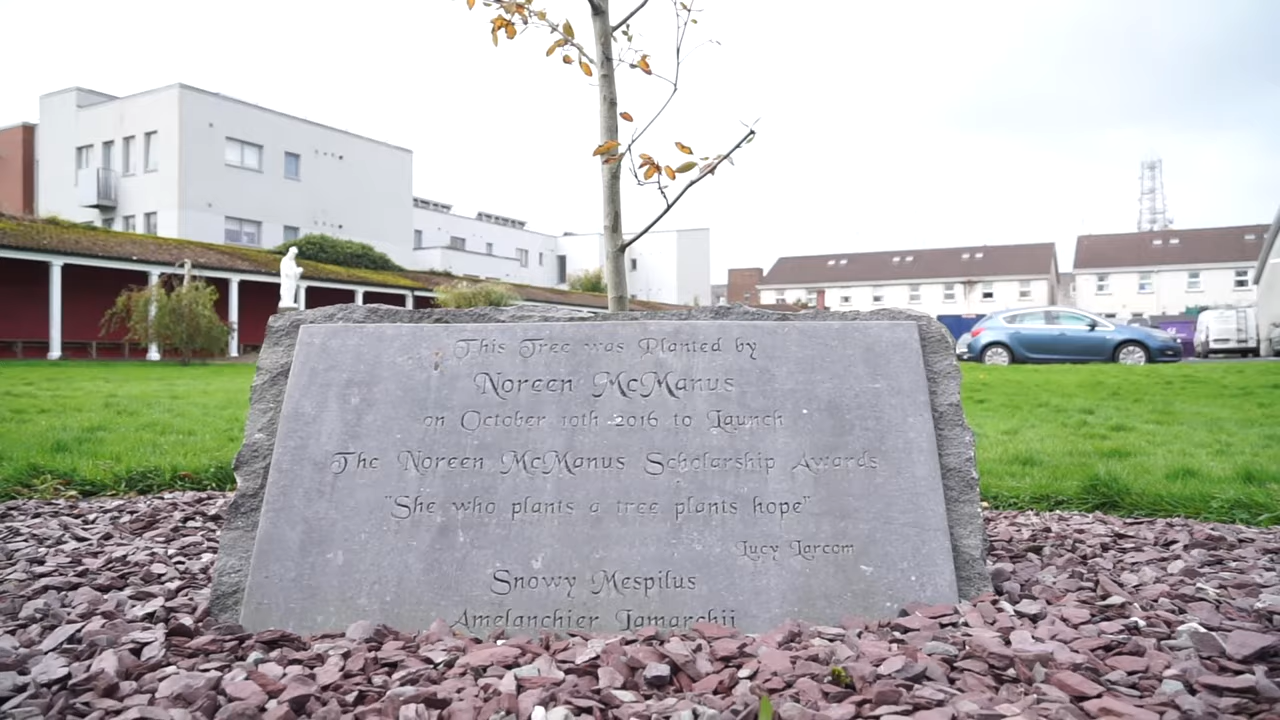 This Tree was Planted by
Noreen McManus
on October 10th 2016 to Launch
The Noreen McManus Scholarship Awards
"She who plants a tree plants hope"
Lucy Larcom
Snowy Mespilus
Amelanchier Lamarchii